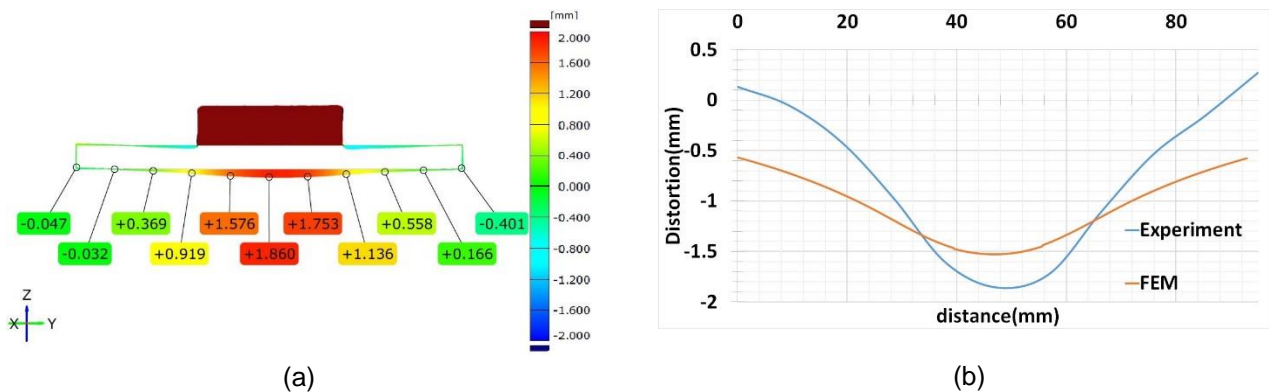 [mm]
2.000
1.600
1.200
0.800
0.400
0.000
-0.400
-0.800
-1.200
-1.600
-2.000
-0.047
+0.369
+1.576
+1.753
+0.558
-0.401
-0.032
+0.919
+1.860
+1.136
+0.166
Z
X
Y
(a)
0 20 40 60 80
0.5
0
-0.5
-1
-1.5
-2
Distortion(mm)
Experiment
FEM
distance(mm)
(b)